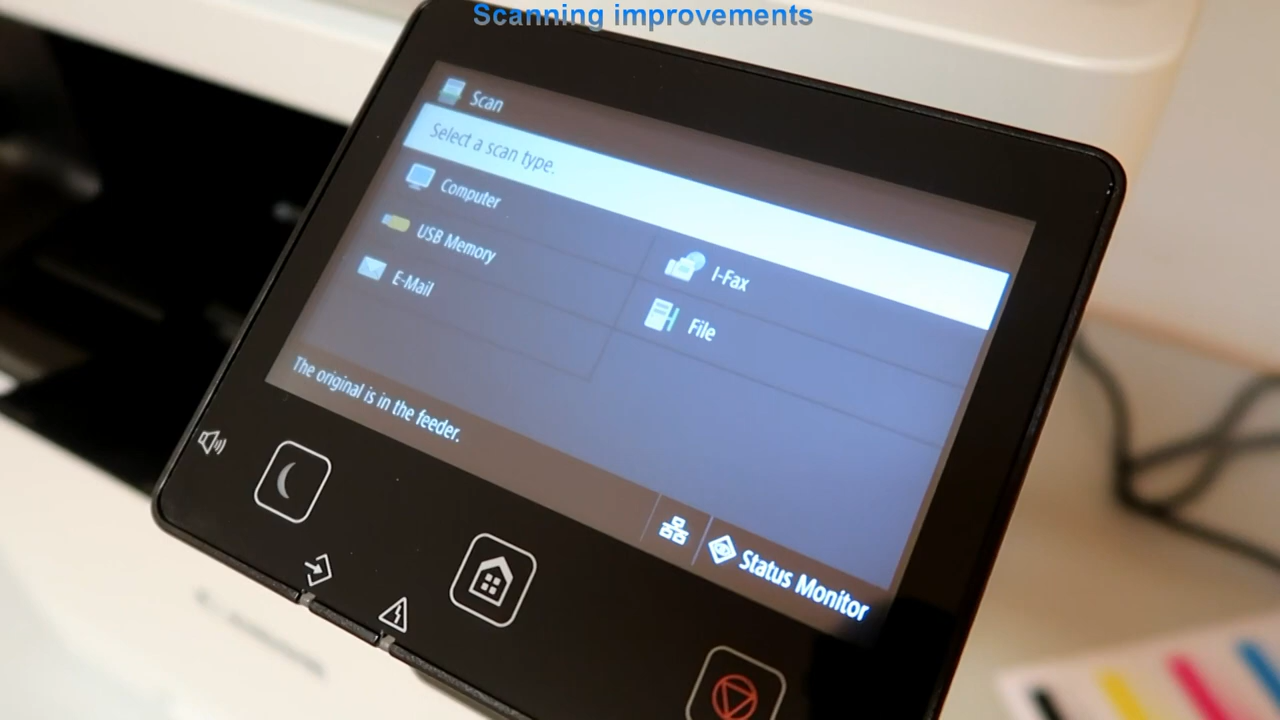 Scanning improvements
Scan
Select a scan type.
Computer
USB Memory
E-Mail
I-Fax
File
The original is in the feeder.
Status Monitor